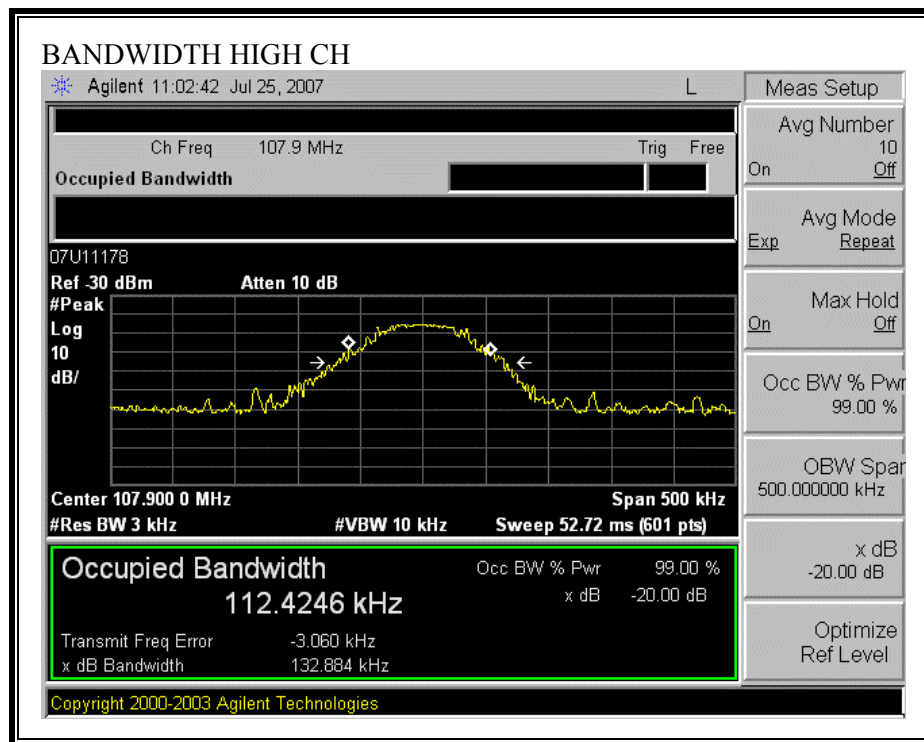 BANDWIDTH HIGH CH
Agilent 11:02:42 Jul 25, 2007 L
Meas Setup
Ch Freq 107.9 MHz Trig Free
Occupied Bandwidth
07U11178
Ref -30 dBm Atten 10 dB
#Peak
Log
10
dB/
Center 107.900 0 MHz Span 500 kHz
#Res BW 3 kHz #VBW 10 kHz Sweep 52.72 ms (601 pts)
Occupied Bandwidth Occ BW % Pwr 99.00 %
112.4246 kHz x dB -20.00 dB
Transmit Freq Error -3.060 kHz
x dB Bandwidth 132.884 kHz
Copyright 2000-2003 Agilent Technologies
Avg Number
10
On Off
Avg Mode
Exp Repeat
Max Hold
On Off
Occ BW % Pwr
99.00 %
OBW Span
500.000000 kHz
x dB
-20.00 dB
Optimize
Ref Level